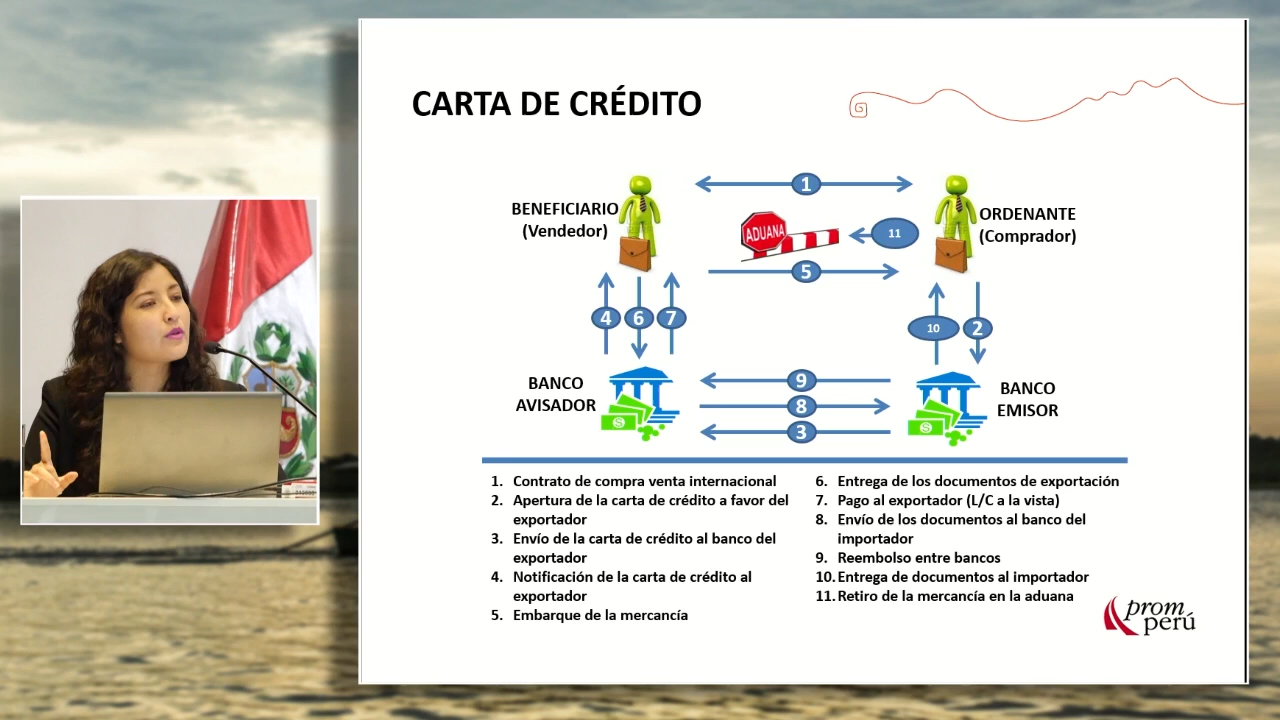 CARTA DE CRÉDITO
BENEFICIARIO
(Vendedor)
1
ORDENANTE
(Comprador)
ADUANA
11
5
4
6
7
10
2
BANCO
AVISADOR
9
8
3
BANCO
EMISOR
1. Contrato de compra venta internacional
2. Apertura de la carta de crédito a favor del
exportador
3. Envío de la carta de crédito al banco del
exportador
4. Notificación de la carta de crédito al
exportador
5. Embarque de la mercancía
6. Entrega de los documentos de exportación
7. Pago al exportador (L/C a la vista)
8. Envío de los documentos al banco del
importador
9. Reembolso entre bancos
10. Entrega de documentos al importador
11. Retiro de la mercancía en la aduana
prom
perú